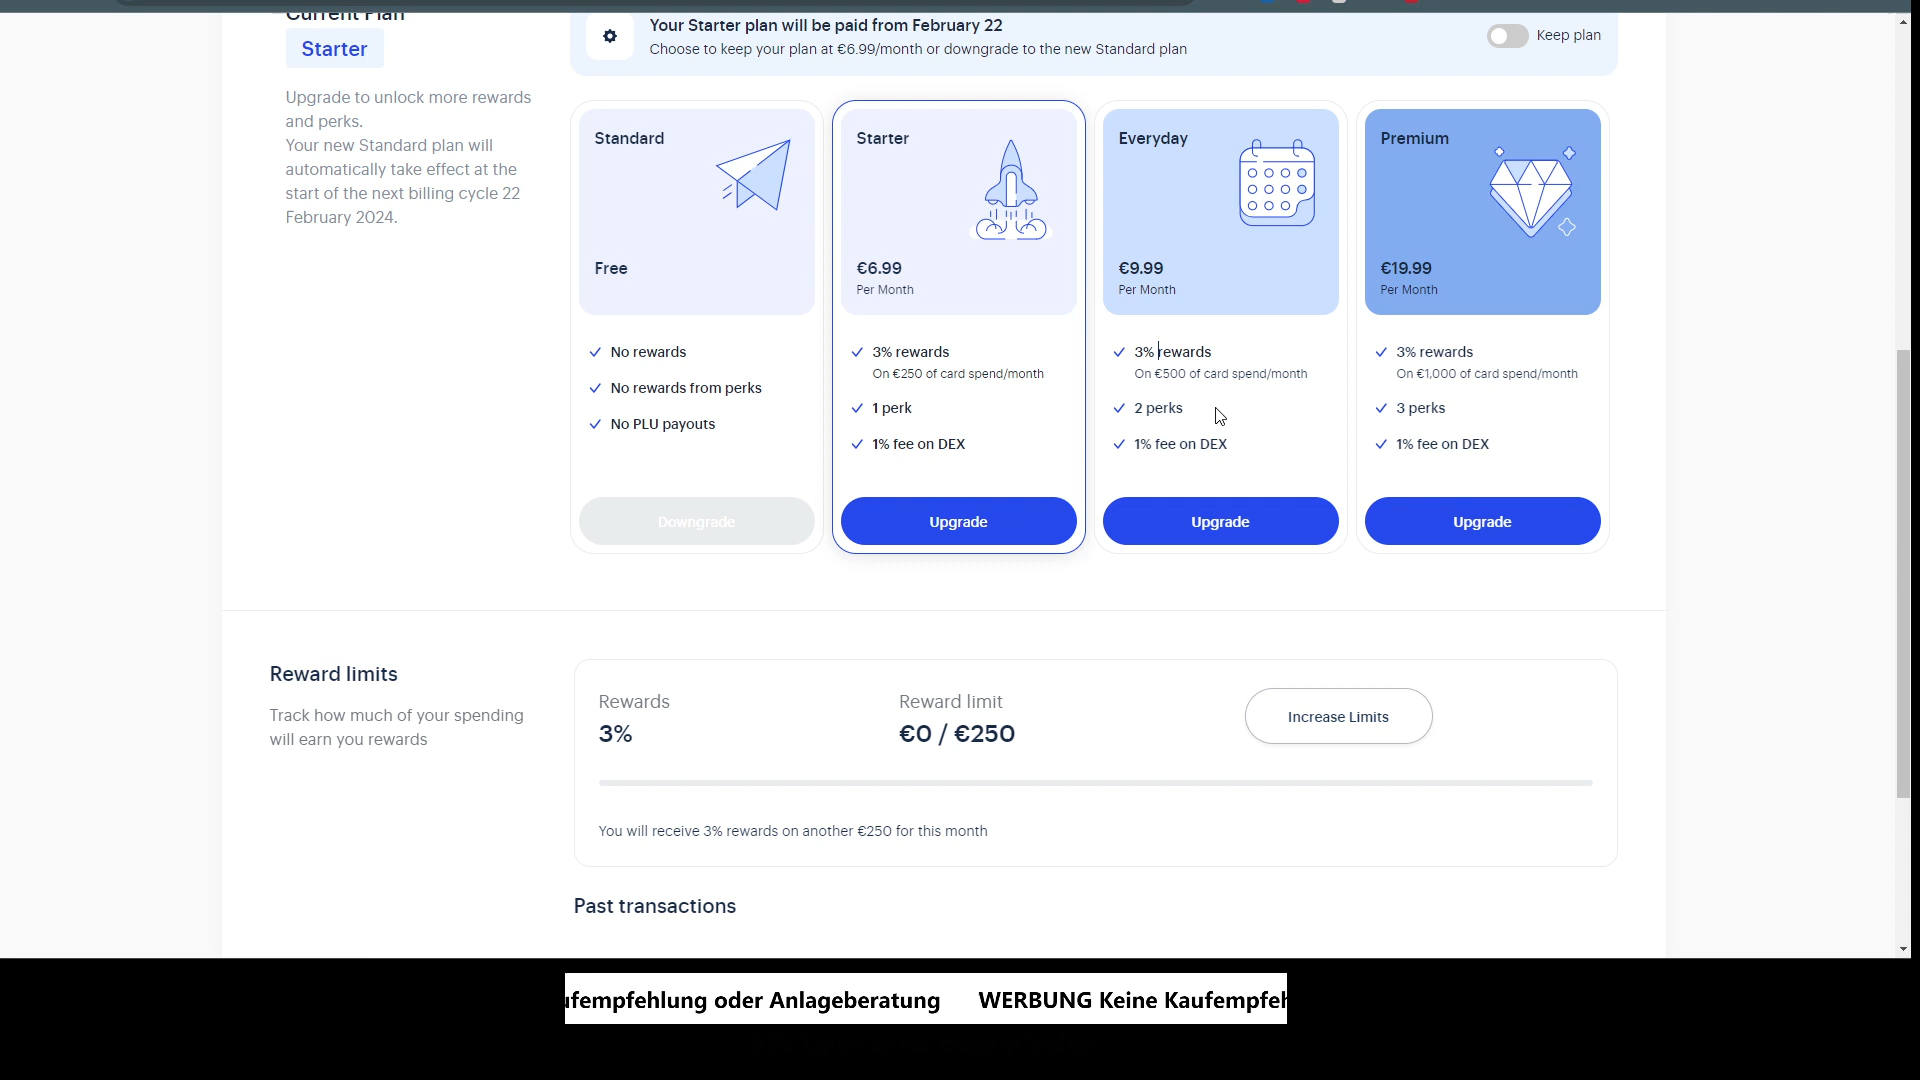 Current Plan
Starter
Upgrade to unlock more rewards
and perks.
Your new Standard plan will
automatically take effect at the
start of the next billing cycle 22
February 2024.
Your Starter plan will be paid from February 22
Choose to keep your plan at €6.99/month or downgrade to the new Standard plan
Keep plan
Standard
Free
No rewards
No rewards from perks
No PLU payouts
Downgrade
Starter
€6.99
Per Month
3% rewards
On €250 of card spend/month
1 perk
1% fee on DEX
Upgrade
Everyday
€9.99
Per Month
3% rewards
On €500 of card spend/month
2 perks
1% fee on DEX
Upgrade
Premium
€19.99
Per Month
3% rewards
On €1,000 of card spend/month
3 perks
1% fee on DEX
Upgrade
Reward limits
Track how much of your spending
will earn you rewards
Rewards
3%
Reward limit
€0 / €250
Increase Limits
You will receive 3% rewards on another €250 for this month
Past transactions
ufempfehlung oder Anlageberatung WERBUNG Keine Kaufempfeh